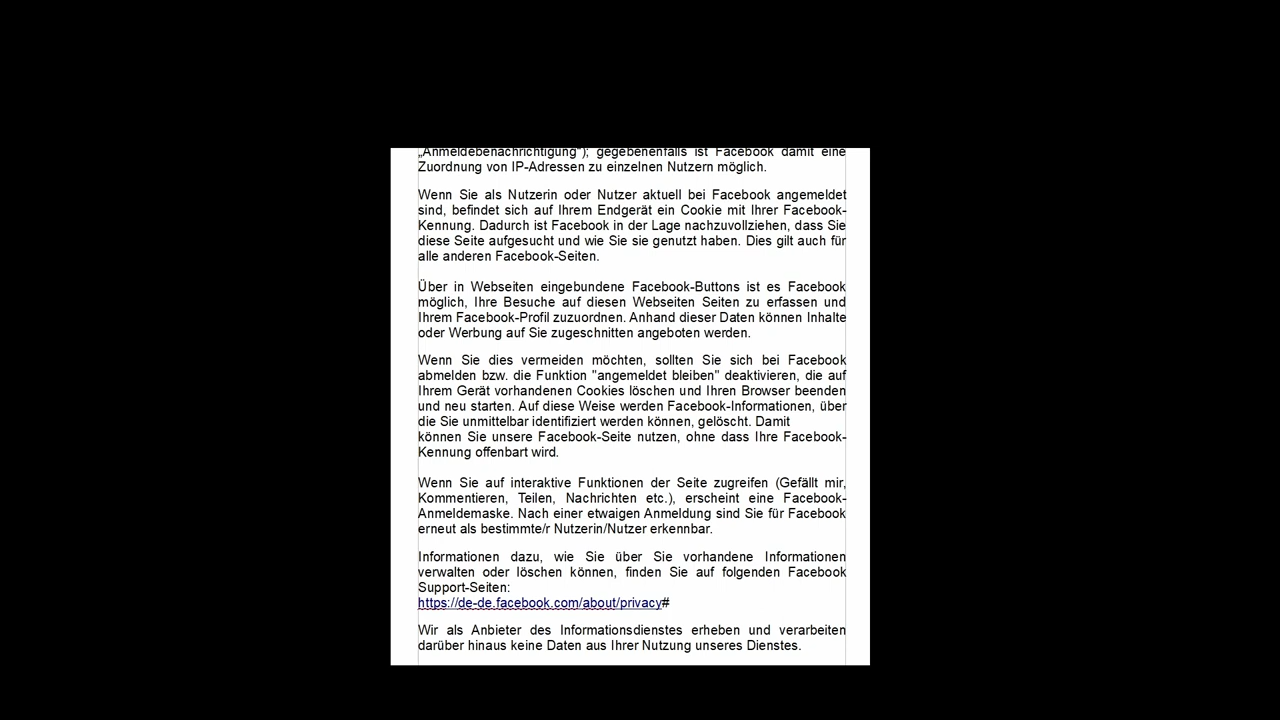 „Anmeldebenachrichtigung“); gegebenenfalls ist Facebook damit eine
Zuordnung von IP-Adressen zu einzelnen Nutzern möglich.
Wenn Sie als Nutzerin oder Nutzer aktuell bei Facebook angemeldet
sind, befindet sich auf Ihrem Endgerät ein Cookie mit Ihrer Facebook-
Kennung. Dadurch ist Facebook in der Lage nachzuvollziehen, dass Sie
diese Seite aufgesucht und wie Sie sie genutzt haben. Dies gilt auch für
alle anderen Facebook-Seiten.
Über in Webseiten eingebundene Facebook-Buttons ist es Facebook
möglich, Ihre Besuche auf diesen Webseiten Seiten zu erfassen und
Ihrem Facebook-Profil zuzuordnen. Anhand dieser Daten können Inhalte
oder Werbung auf Sie zugeschnitten angeboten werden.
Wenn Sie dies vermeiden möchten, sollten Sie sich bei Facebook
abmelden bzw. die Funktion "angemeldet bleiben" deaktivieren, die auf
Ihrem Gerät vorhandenen Cookies löschen und Ihren Browser beenden
und neu starten. Auf diese Weise werden Facebook-Informationen, über
die Sie unmittelbar identifiziert werden können, gelöscht. Damit
können Sie unsere Facebook-Seite nutzen, ohne dass Ihre Facebook-
Kennung offenbart wird.
Wenn Sie auf interaktive Funktionen der Seite zugreifen (Gefällt mir,
Kommentieren, Teilen, Nachrichten etc.), erscheint eine Facebook-
Anmeldemaske. Nach einer etwaigen Anmeldung sind Sie für Facebook
erneut als bestimmte/r Nutzerin/Nutzer erkennbar.
Informationen dazu, wie Sie über Sie vorhandene Informationen
verwalten oder löschen können, finden Sie auf folgenden Facebook
Support-Seiten:
https://de-de.facebook.com/about/privacy#
Wir als Anbieter des Informationsdienstes erheben und verarbeiten
darüber hinaus keine Daten aus Ihrer Nutzung unseres Dienstes.